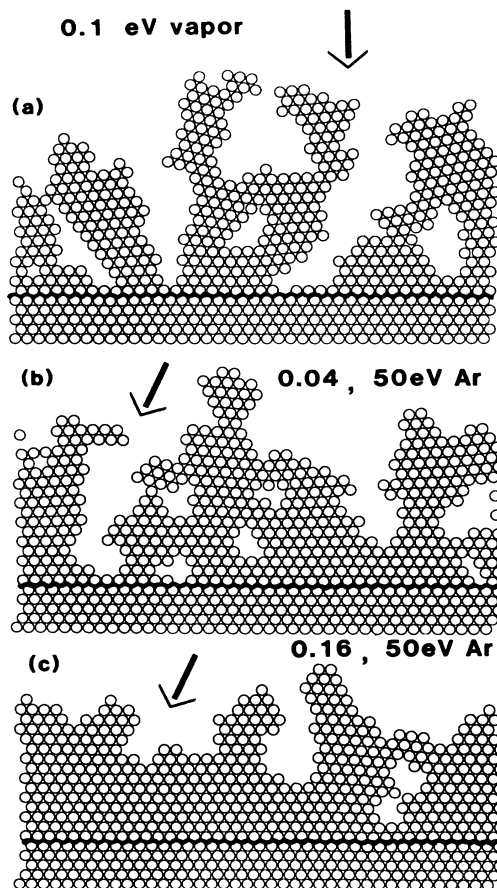 0.1 eV vapor
(a)
(b)
0.04, 50eV Ar
0.16, 50eV Ar
(c)